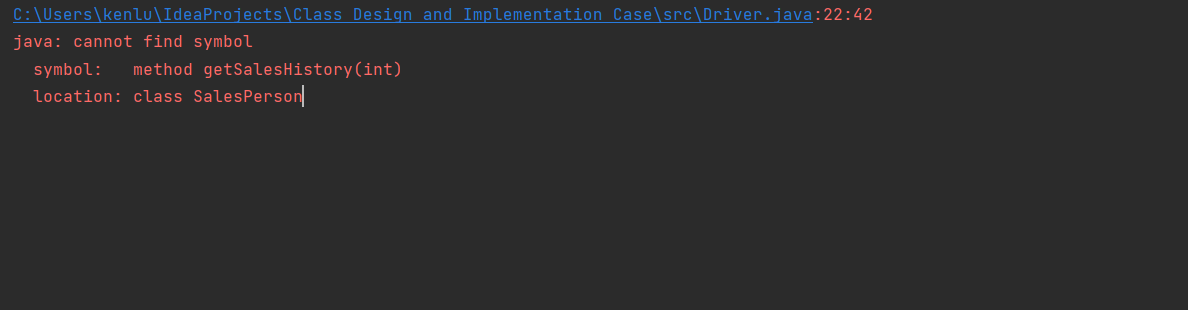 C:\Users\kenlu\IdeaProjects\Class Design and Implementation Case\src\Driver.java:22:42
java: cannot find symbol
  symbol:   method getSalesHistory(int)
  location: class SalesPerson